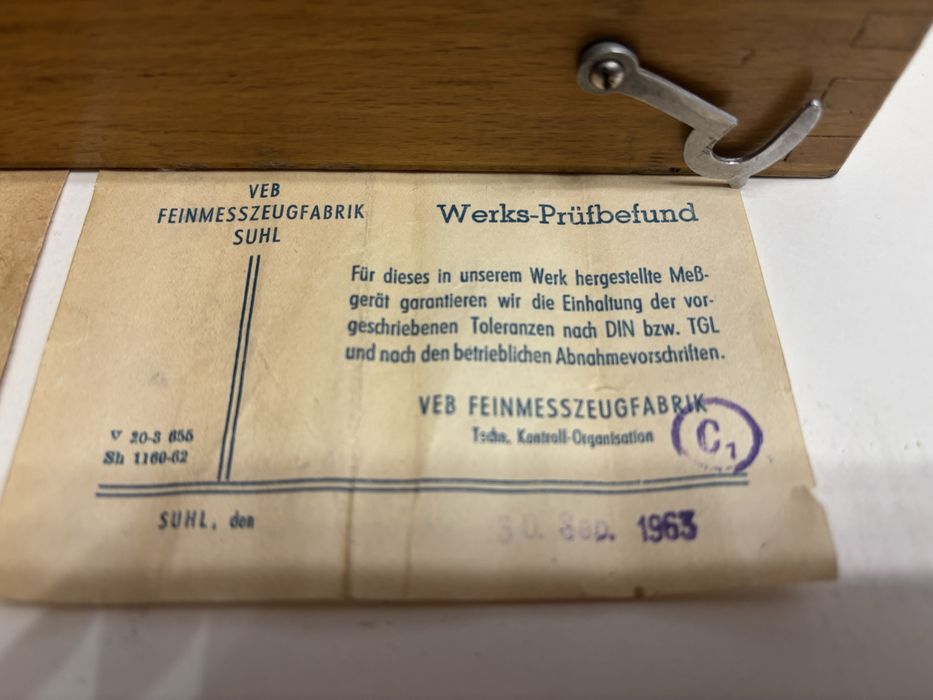 VEB
FEINMESSZEUGFABRIK
SUHL
Werks-Prüfbefund
Für dieses in unserem Werk hergestellte Meß-
gerät garantieren wir die Einhaltung der vor-
geschriebenen Toleranzen nach DIN bzw. TGL
und nach den betrieblichen Abnahmevorschriften.
VEB FEINMESSZEUGFABRIK
Techn. Kontroll-Organisation
C1
V 20-3 655
Sh 1160-62
SUHL, den
30. Sep. 1963